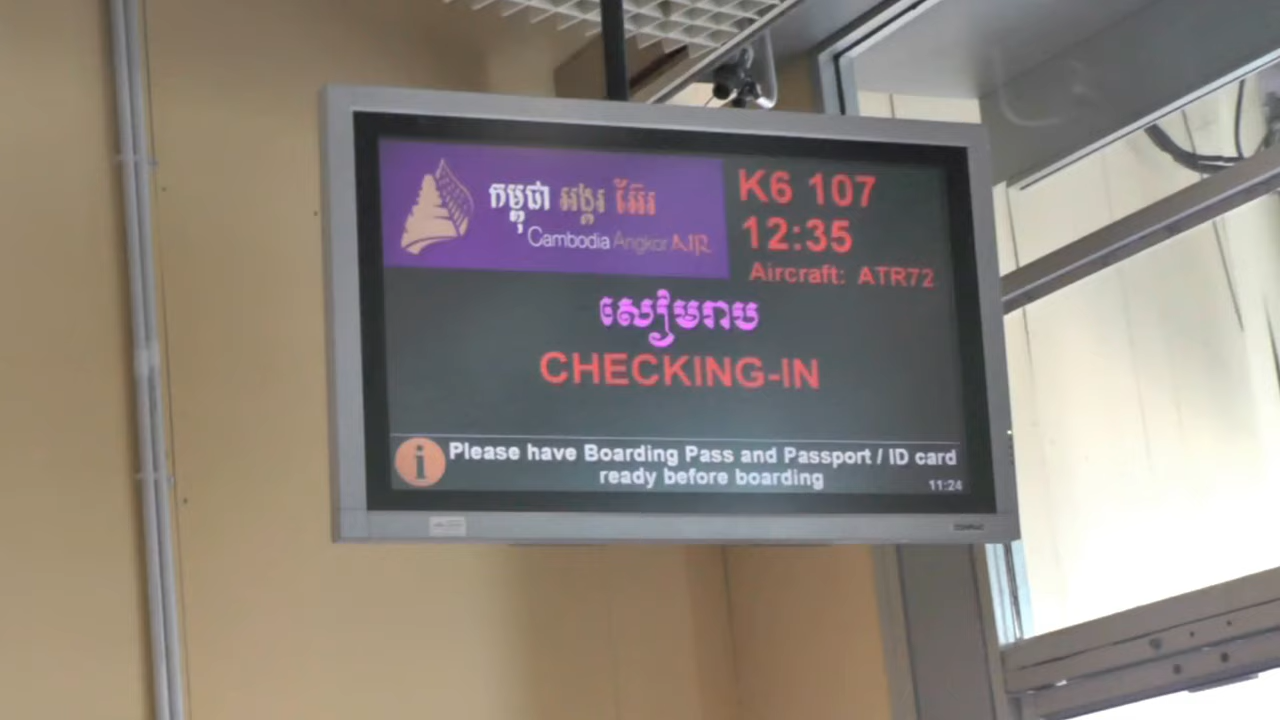 កម្ពុជា អង្គរ អ៊ែរ
Cambodia Angkor AIR
K6 107
12:35
Aircraft: ATR72
សៀមរាប
CHECKING-IN
i Please have Boarding Pass and Passport / ID card
ready before boarding
11:24